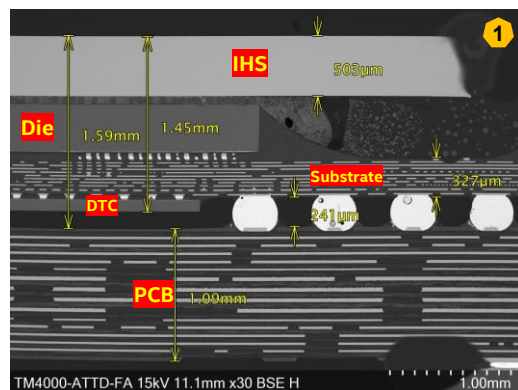 1
IHS
503μm
Die
1.59mm
1.45mm
Substrate
327μm
DTC
241μm
PCB
1.09mm
TM4000-ATTD-FA 15kV 11.1mm x30 BSE H
1.00mm